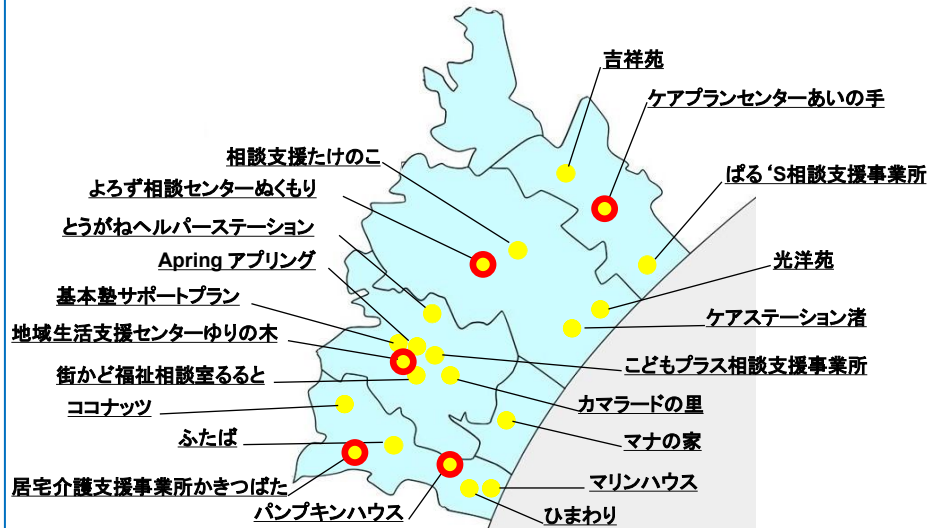 吉祥苑
ケアプランセンターあいの手
相談支援たけのこ
ぱる‘S相談支援事業所
よろず相談センターぬくもり
とうがねヘルパーステーション
Apring アプリング
光洋苑
基本塾サポートプラン
ケアステーション渚
地域生活支援センターゆりの木
こどもプラス相談支援事業所
街かど福祉相談室るると
カマラードの里
ココナッツ
ふたば
マナの家
居宅介護支援事業所かきつばた
マリンハウス
パンプキンハウス
ひまわり